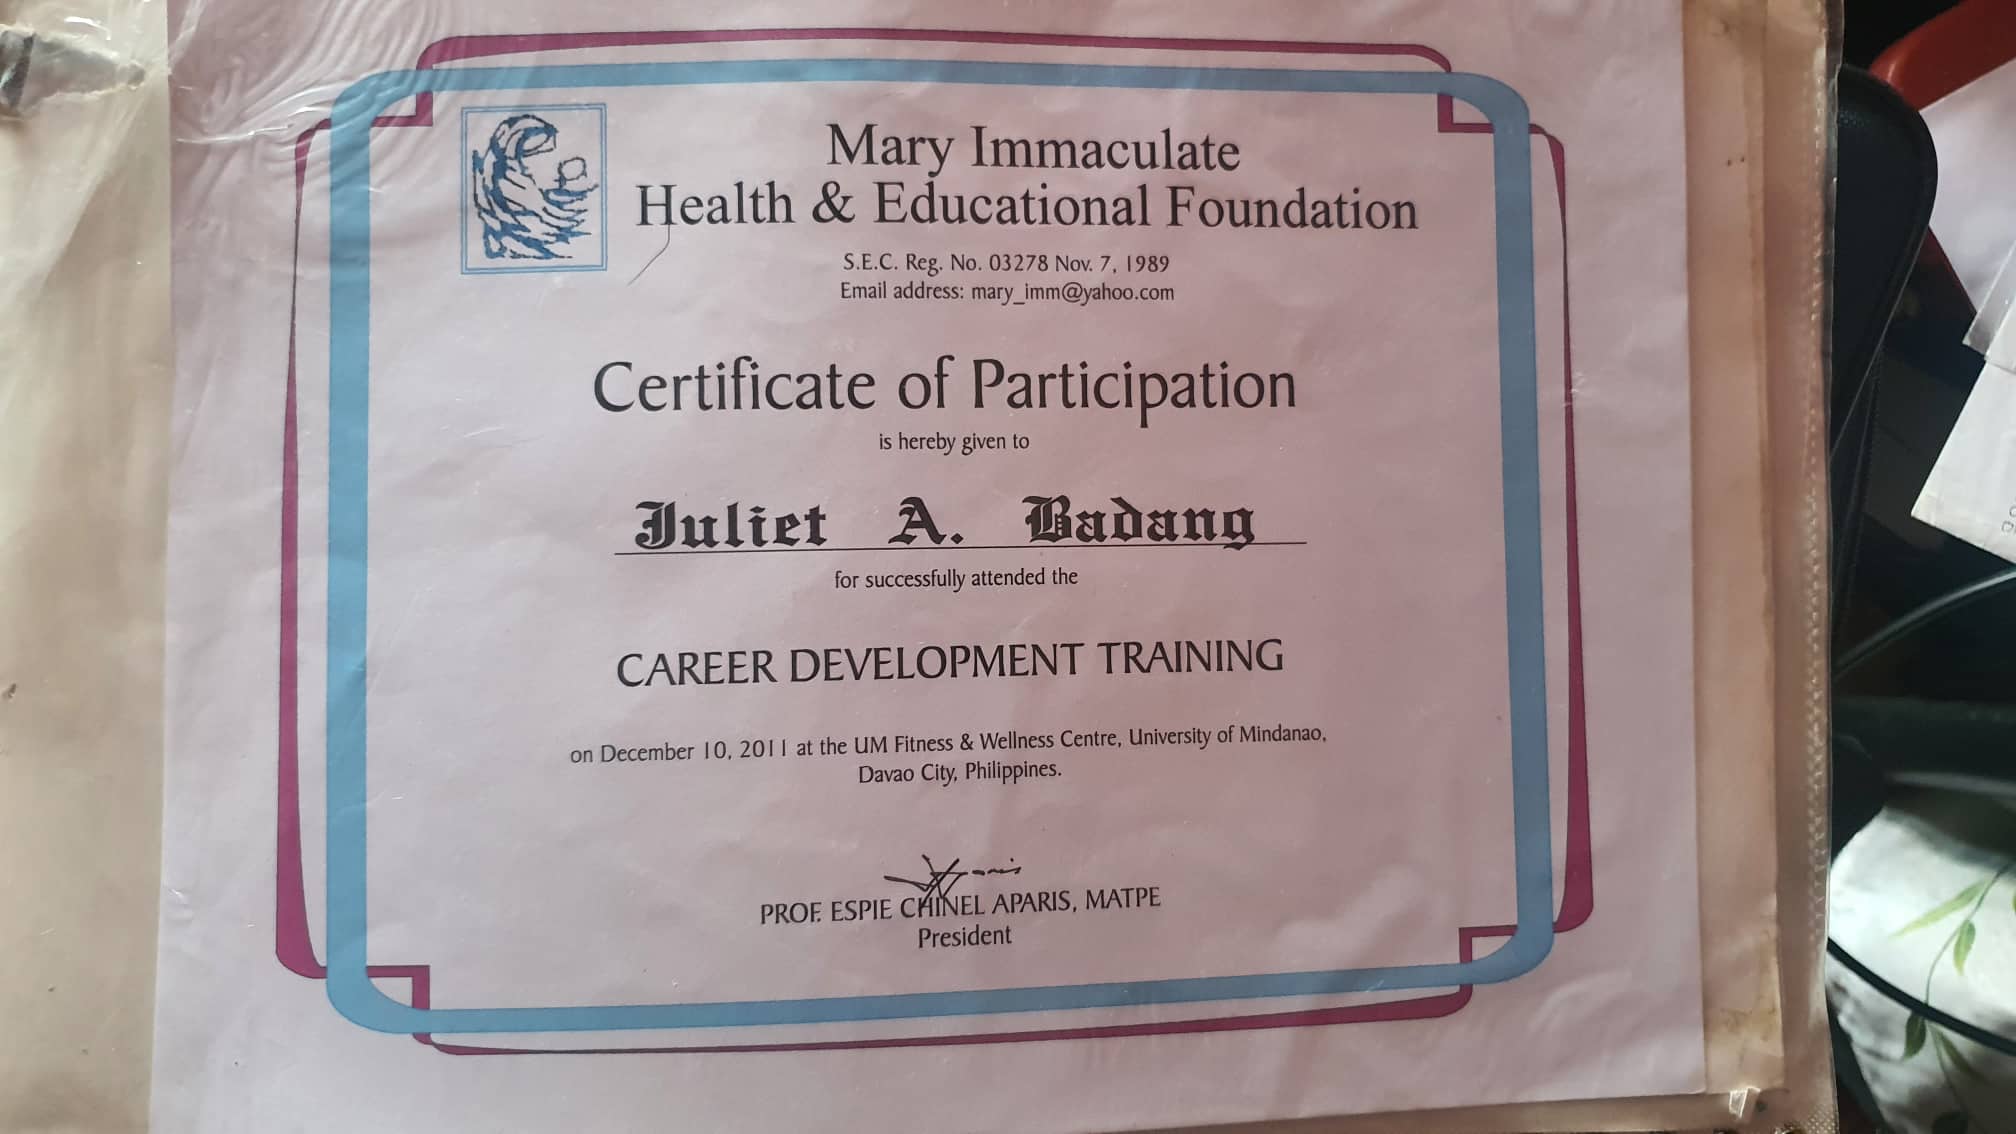 Mary Immaculate
Health & Educational Foundation
S.E.C. Reg. No. 03278 Nov. 7, 1989
Email address: mary_imm@yahoo.com
Certificate of Participation
is hereby given to
Juliet A. Badang
for successfully attended the
CAREER DEVELOPMENT TRAINING
on December 10, 2011 at the UM Fitness & Wellness Centre, University of Mindanao,
Davao City, Philippines.
PROF. ESPIE CHINEL APARIS, MATPE
President